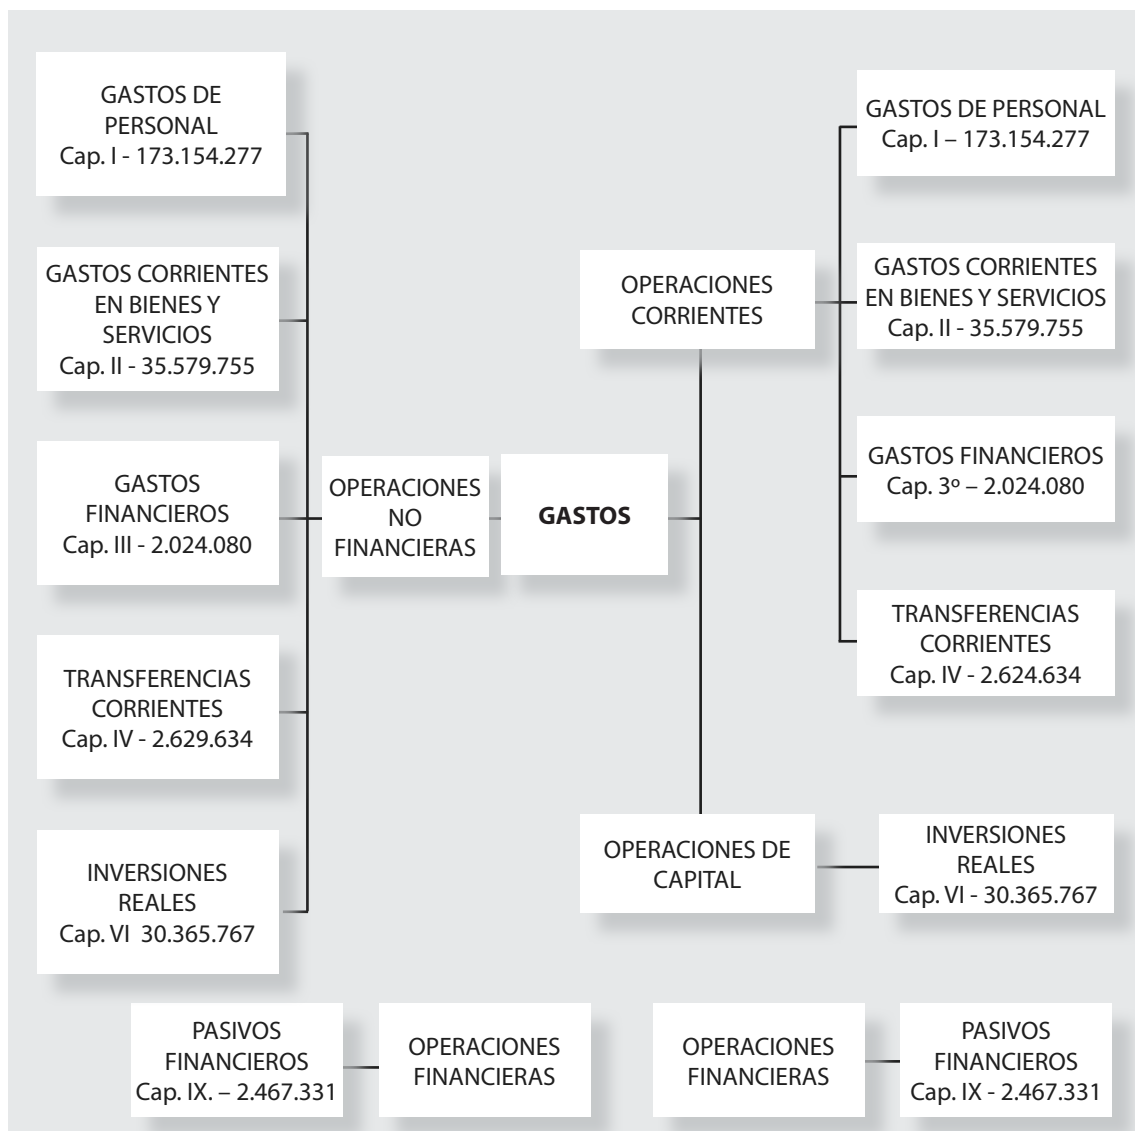 GASTOS DE
PERSONAL
Cap. I - 173.154.277
GASTOS CORRIENTES
EN BIENES Y
SERVICIOS
Cap. II - 35.579.755
GASTOS
FINANCIEROS
Cap. III - 2.024.080
TRANSFERENCIAS
CORRIENTES
Cap. IV - 2.629.634
INVERSIONES
REALES
Cap. VI  30.365.767
OPERACIONES
NO
FINANCIERAS
GASTOS
OPERACIONES
CORRIENTES
GASTOS DE PERSONAL
Cap. I – 173.154.277
GASTOS CORRIENTES
EN BIENES Y SERVICIOS
Cap. II - 35.579.755
GASTOS FINANCIEROS
Cap. 3º – 2.024.080
TRANSFERENCIAS
CORRIENTES
Cap. IV - 2.624.634
OPERACIONES DE
CAPITAL
INVERSIONES
REALES
Cap. VI - 30.365.767
PASIVOS
FINANCIEROS
Cap. IX. – 2.467.331
OPERACIONES
FINANCIERAS
OPERACIONES
FINANCIERAS
PASIVOS
FINANCIEROS
Cap. IX - 2.467.331